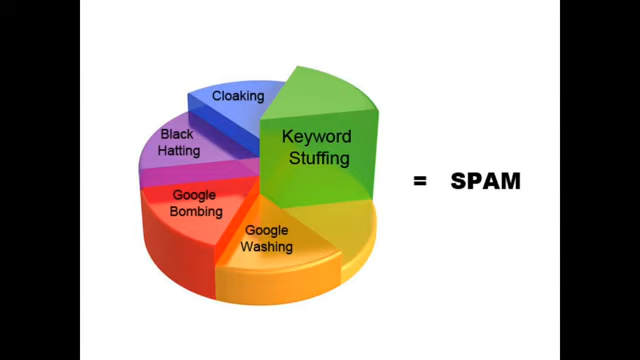 Cloaking
Keyword
Stuffing
Black
Hatting
= SPAM
Google
Bombing
Google
Washing